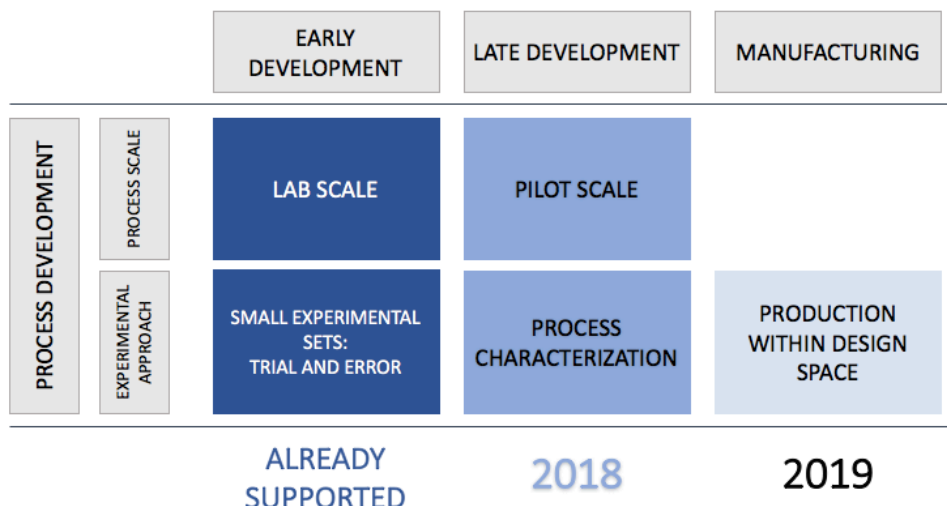 EARLY
DEVELOPMENT
LATE DEVELOPMENT
MANUFACTURING
PROCESS DEVELOPMENT
PROCESS SCALE
LAB SCALE
PILOT SCALE
EXPERIMENTAL
APPROACH
SMALL EXPERIMENTAL
SETS:
TRIAL AND ERROR
PROCESS
CHARACTERIZATION
PRODUCTION
WITHIN DESIGN
SPACE
ALREADY
SUPPORTED
2018
2019